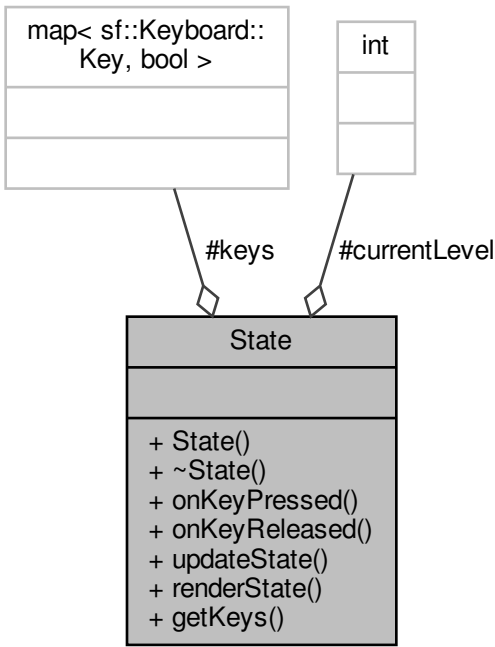 map< sf::Keyboard::
Key, bool >
int
#keys
#currentLevel
State
+ State()
+ ~State()
+ onKeyPressed()
+ onKeyReleased()
+ updateState()
+ renderState()
+ getKeys()